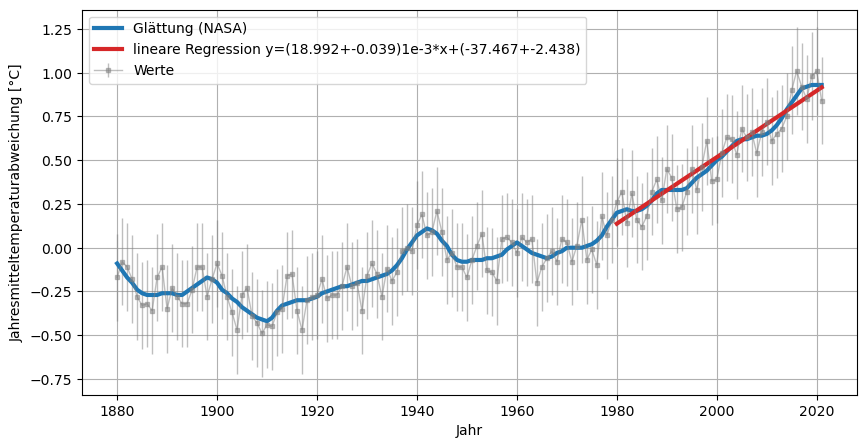 Glättung (NASA)
lineare Regression y=(18.992+-0.039)1e-3*x+(-37.467+-2.438)
Werte
Jahresmitteltemperaturabweichung [°C]
1.25
1.00
0.75
0.50
0.25
0.00
−0.25
−0.50
−0.75
1880 1900 1920 1940 1960 1980 2000 2020
Jahr